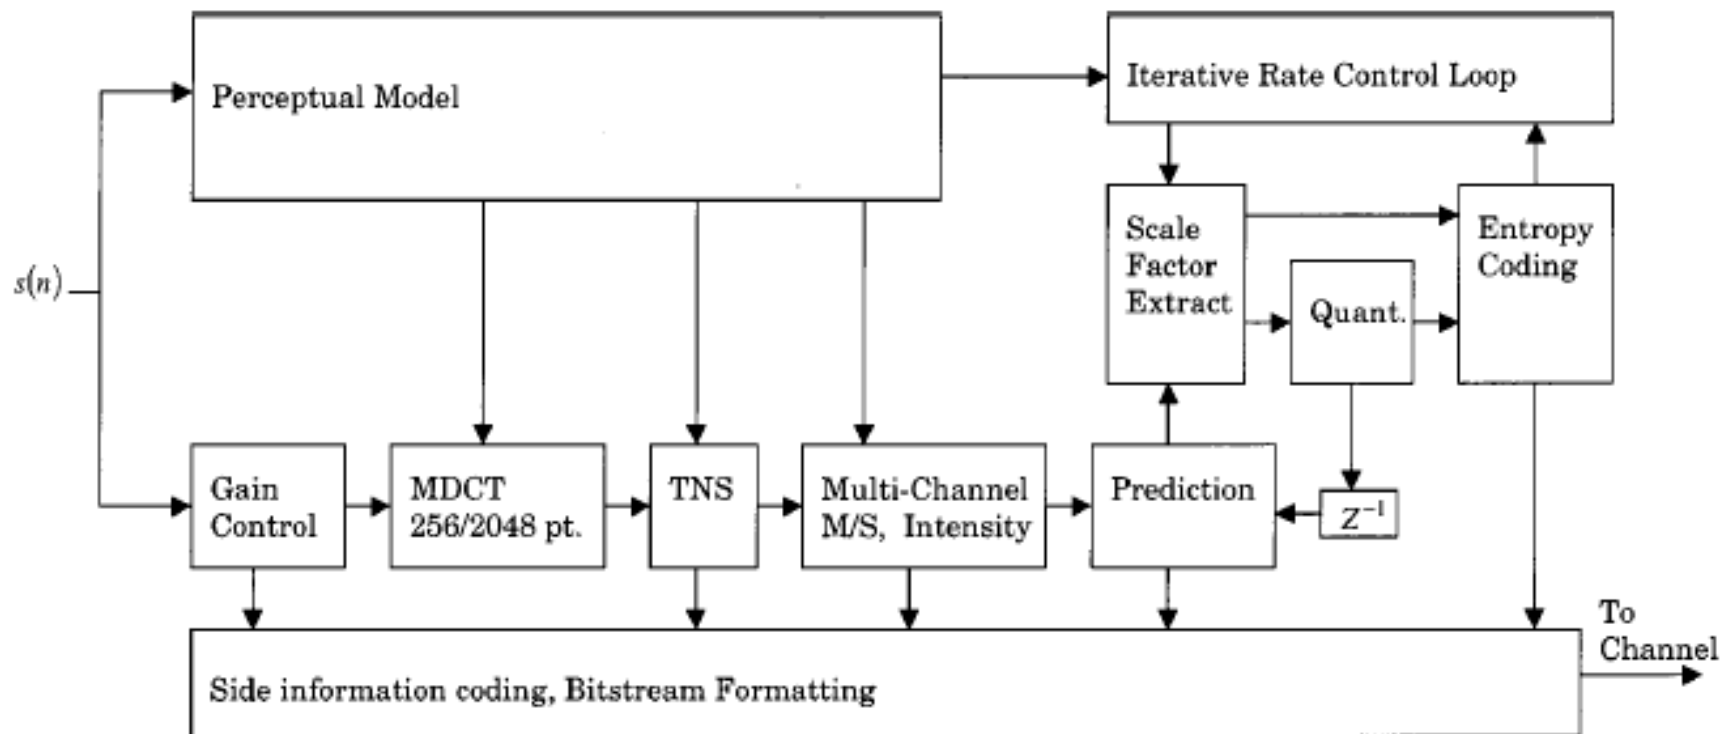 Perceptual Model
Iterative Rate Control Loop
s(n)
Scale
Factor
Extract
Quant.
Entropy
Coding
Gain
Control
MDCT
256/2048 pt.
TNS
Multi-Channel
M/S, Intensity
Prediction
Z⁻¹
To
Channel
Side information coding, Bitstream Formatting